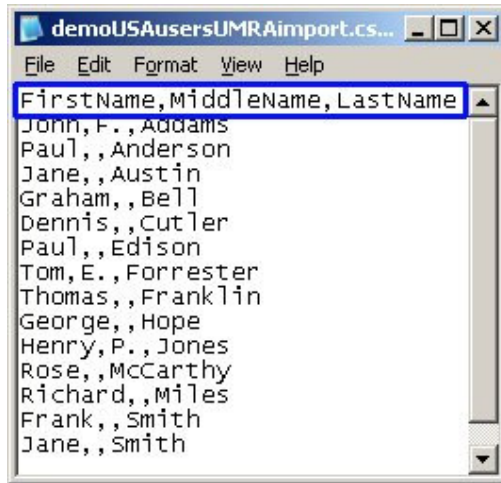 demoUSAusersUMRAimport.cs...
File Edit Format View Help
FirstName,MiddleName,LastName
John,F.,Addams
Paul,,Anderson
Jane,,Austin
Graham,,Bell
Dennis,,Cutler
Paul,,Edison
Tom,E.,Forrester
Thomas,,Franklin
George,,Hope
Henry,P.,Jones
Rose,,McCarthy
Richard,,Miles
Frank,,Smith
Jane,,Smith